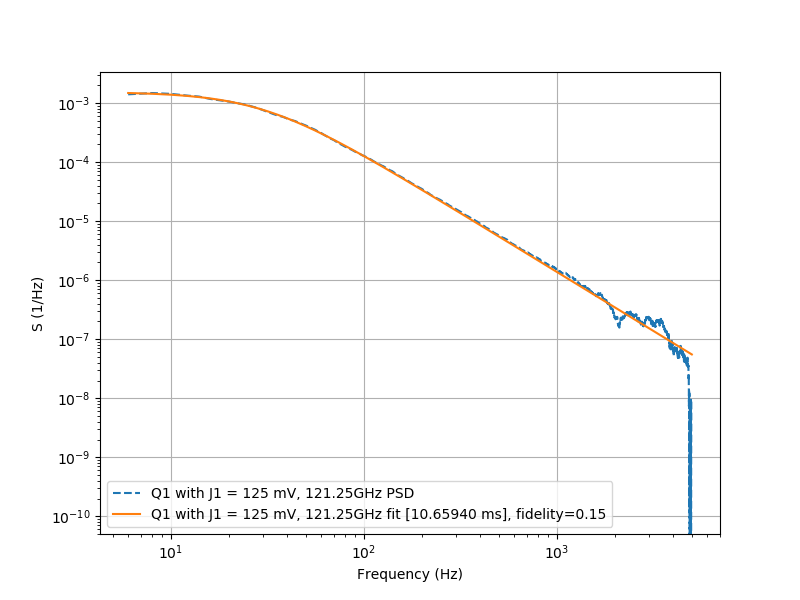 10⁻³
10⁻⁴
10⁻⁵
10⁻⁶
10⁻⁷
10⁻⁸
10⁻⁹
10⁻¹⁰
S (1/Hz)
Q1 with J1 = 125 mV, 121.25GHz PSD
Q1 with J1 = 125 mV, 121.25GHz fit [10.65940 ms], fidelity=0.15
10¹ 10² 10³
Frequency (Hz)